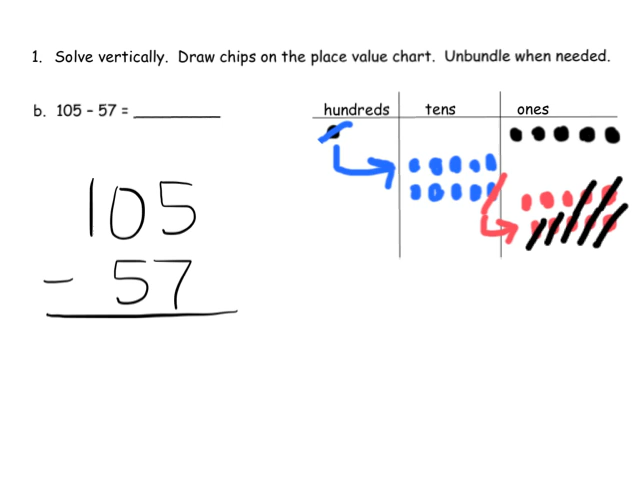 1. Solve vertically. Draw chips on the place value chart. Unbundle when needed.
b. 105 – 57 = __________
hundreds tens ones
105
– 57